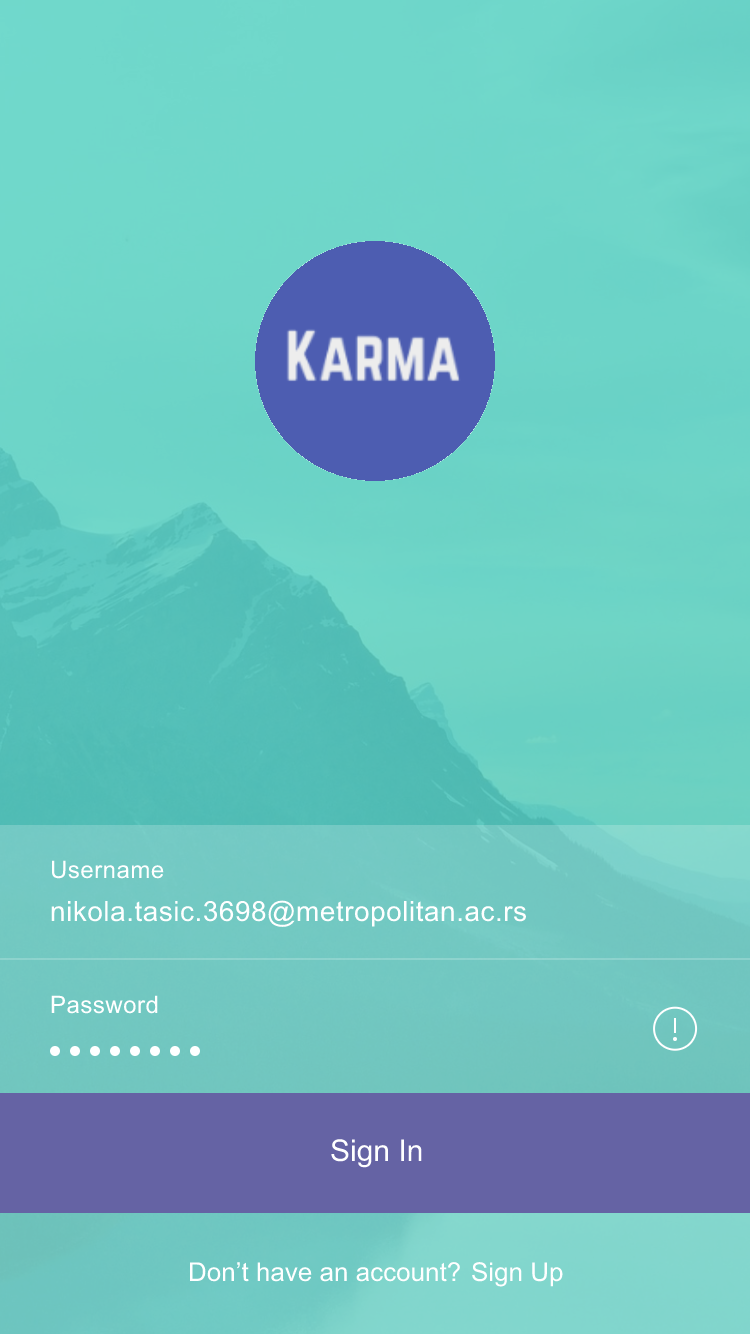 KARMA
Username
nikola.tasic.3698@metropolitan.ac.rs
Password
Sign In
Don’t have an account? Sign Up